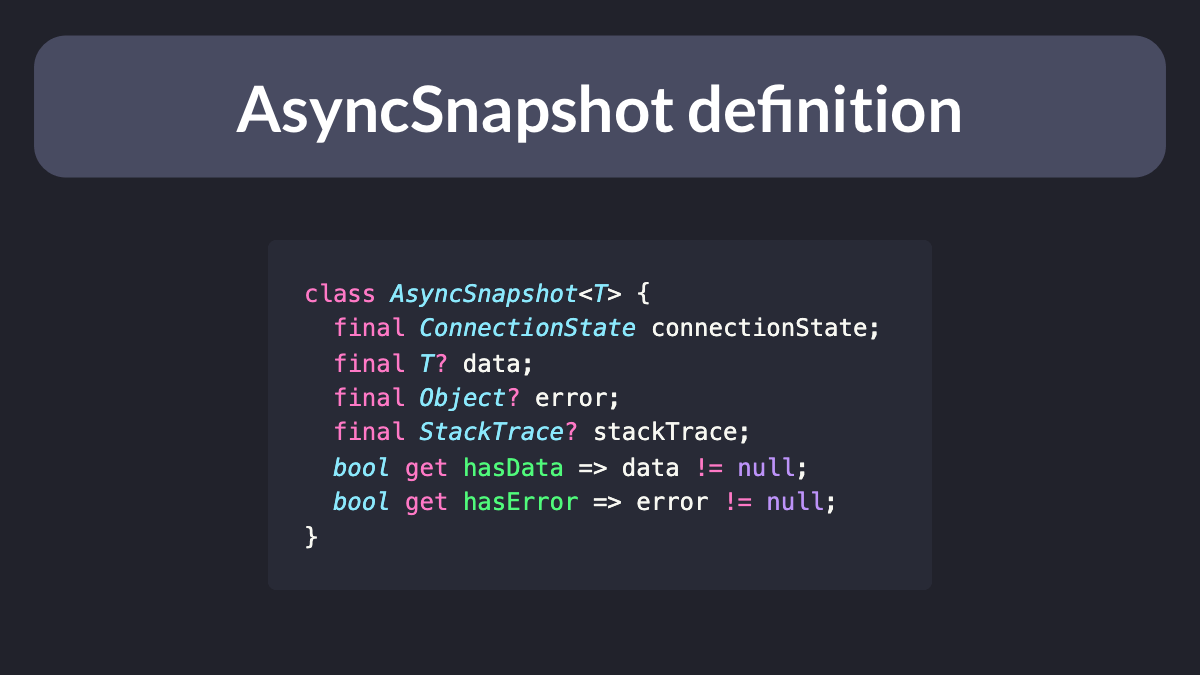 AsyncSnapshot definition
class AsyncSnapshot<T> {
  final ConnectionState connectionState;
  final T? data;
  final Object? error;
  final StackTrace? stackTrace;
  bool get hasData => data != null;
  bool get hasError => error != null;
}